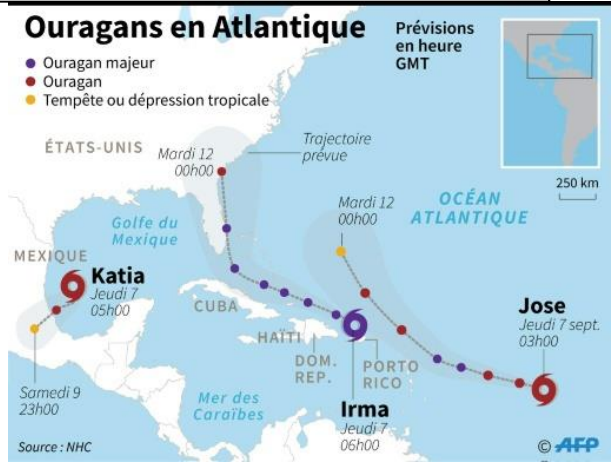 Ouragans en Atlantique
Prévisions
en heure
GMT
Ouragan majeur
Ouragan
Tempête ou dépression tropicale
ÉTATS-UNIS
Mardi 12
00h00
Trajectoire
prévue
250 km
Mardi 12
00h00
OCÉAN
ATLANTIQUE
Golfe du
Mexique
MEXIQUE
Katia
Jeudi 7
05h00
CUBA
Jose
Jeudi 7 sept.
03h00
HAÏTI
DOM.
REP.
PORTO
RICO
Samedi 9
23h00
Mer des
Caraïbes
Irma
Jeudi 7
06h00
Source : NHC
© AFP